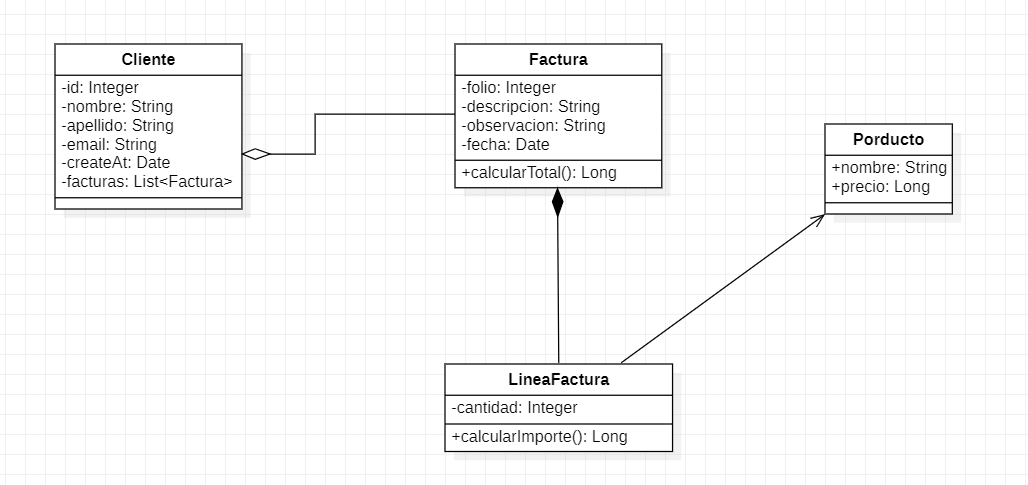 Cliente
-id: Integer
-nombre: String
-apellido: String
-email: String
-createAt: Date
-facturas: List<Factura>
Factura
-folio: Integer
-descripcion: String
-observacion: String
-fecha: Date
+calcularTotal(): Long
Porducto
+nombre: String
+precio: Long
LineaFactura
-cantidad: Integer
+calcularImporte(): Long